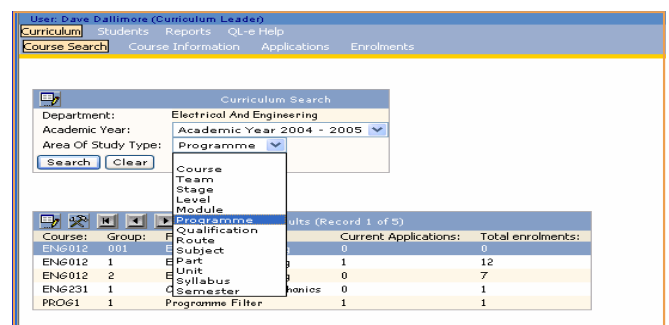 User: Dave Dallimore (Curriculum Leader)
Curriculum Students Reports QL-e Help
Course Search Course Information Applications Enrolments
Curriculum Search
Department: Electrical And Engineering
Academic Year: Academic Year 2004 - 2005
Area Of Study Type: Programme
Search Clear
Course
Team
Stage
Level
Module
Programme
Qualification
Route
Subject
Part
Unit
Syllabus
Semester
ults (Record 1 of 5)
Course: Group: Current Applications: Total enrolments:
ENG012 001 0 0
ENG012 1 1 12
ENG012 2 0 7
ENG231 1 hanics 0 1
PROG1 1 Programme Filter 1 1